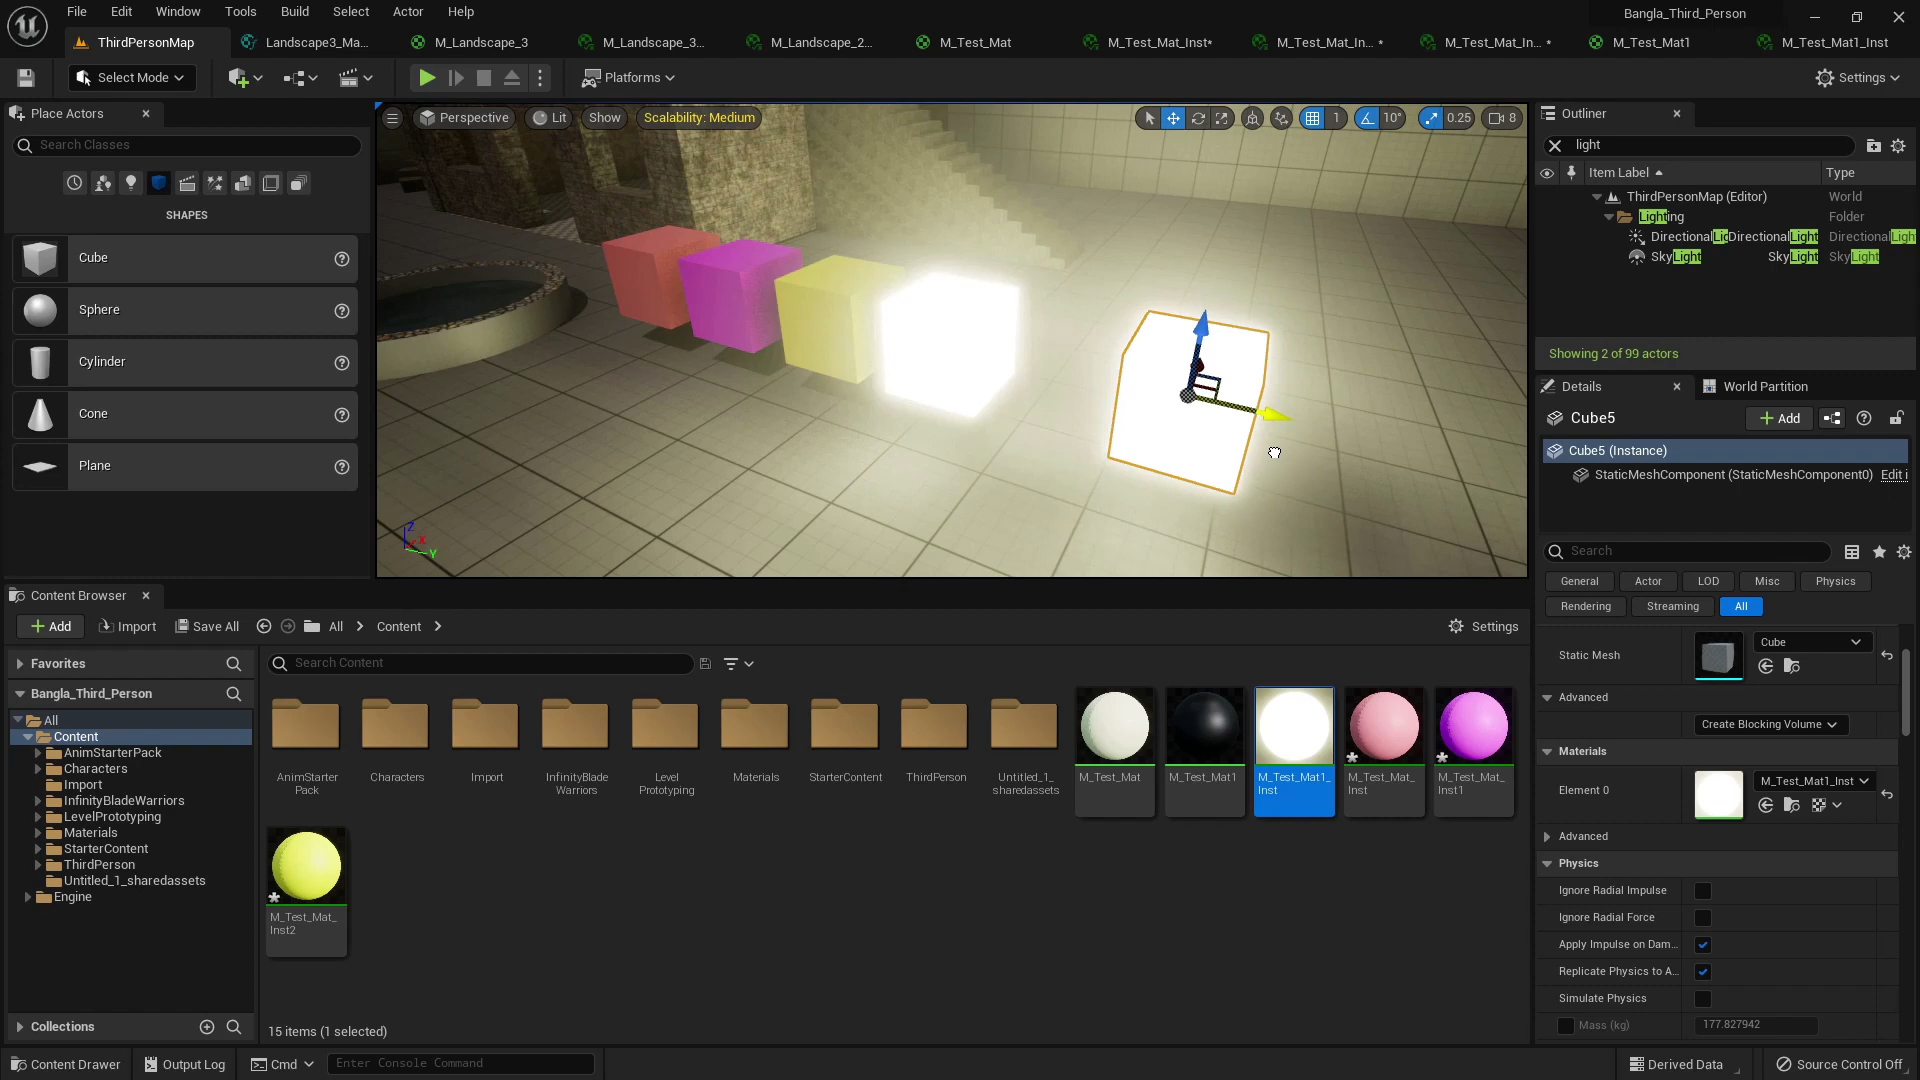 File Edit Window Tools Build Select Actor Help Bangla_Third_Person
ThirdPersonMap Landscape3_Ma... M_Landscape_3 M_Landscape_3... M_Landscape_2... M_Test_Mat M_Test_Mat_Inst* M_Test_Mat_In... * M_Test_Mat_In... * M_Test_Mat1 M_Test_Mat1_Inst
Select Mode Platforms Settings
Place Actors
Search Classes
SHAPES
Cube
Sphere
Cylinder
Cone
Plane
Perspective Lit Show Scalability: Medium 1 10° 0.25 8
Z
X
Y
Outliner
light
Item Label Type
ThirdPersonMap (Editor) World
Lighting Folder
DirectionalLig DirectionalLight DirectionalLigh
SkyLight SkyLight SkyLight
Showing 2 of 99 actors
Details World Partition
Cube5 Add
Cube5 (Instance)
StaticMeshComponent (StaticMeshComponent0) Edit i
Search
General Actor LOD Misc Physics
Rendering Streaming All
Static Mesh Cube
Advanced
Create Blocking Volume
Materials
Element 0 M_Test_Mat1_Inst
Advanced
Physics
Ignore Radial Impulse
Ignore Radial Force
Apply Impulse on Dam...
Replicate Physics to A...
Simulate Physics
Mass (kg) 177.827942
Content Browser
Add Import Save All All Content Settings
Favorites
Bangla_Third_Person
All
Content
AnimStarterPack
Characters
Import
InfinityBladeWarriors
LevelPrototyping
Materials
StarterContent
ThirdPerson
Untitled_1_sharedassets
Engine
Collections
Search Content
AnimStarter
Pack
Characters
Import
InfinityBlade
Warriors
Level
Prototyping
Materials
StarterContent
ThirdPerson
Untitled_1_
sharedassets
M_Test_Mat
M_Test_Mat1
M_Test_Mat1_
Inst
M_Test_Mat_
Inst
M_Test_Mat_
Inst1
M_Test_Mat_
Inst2
15 items (1 selected)
Content Drawer Output Log Cmd Enter Console Command Derived Data Source Control Off